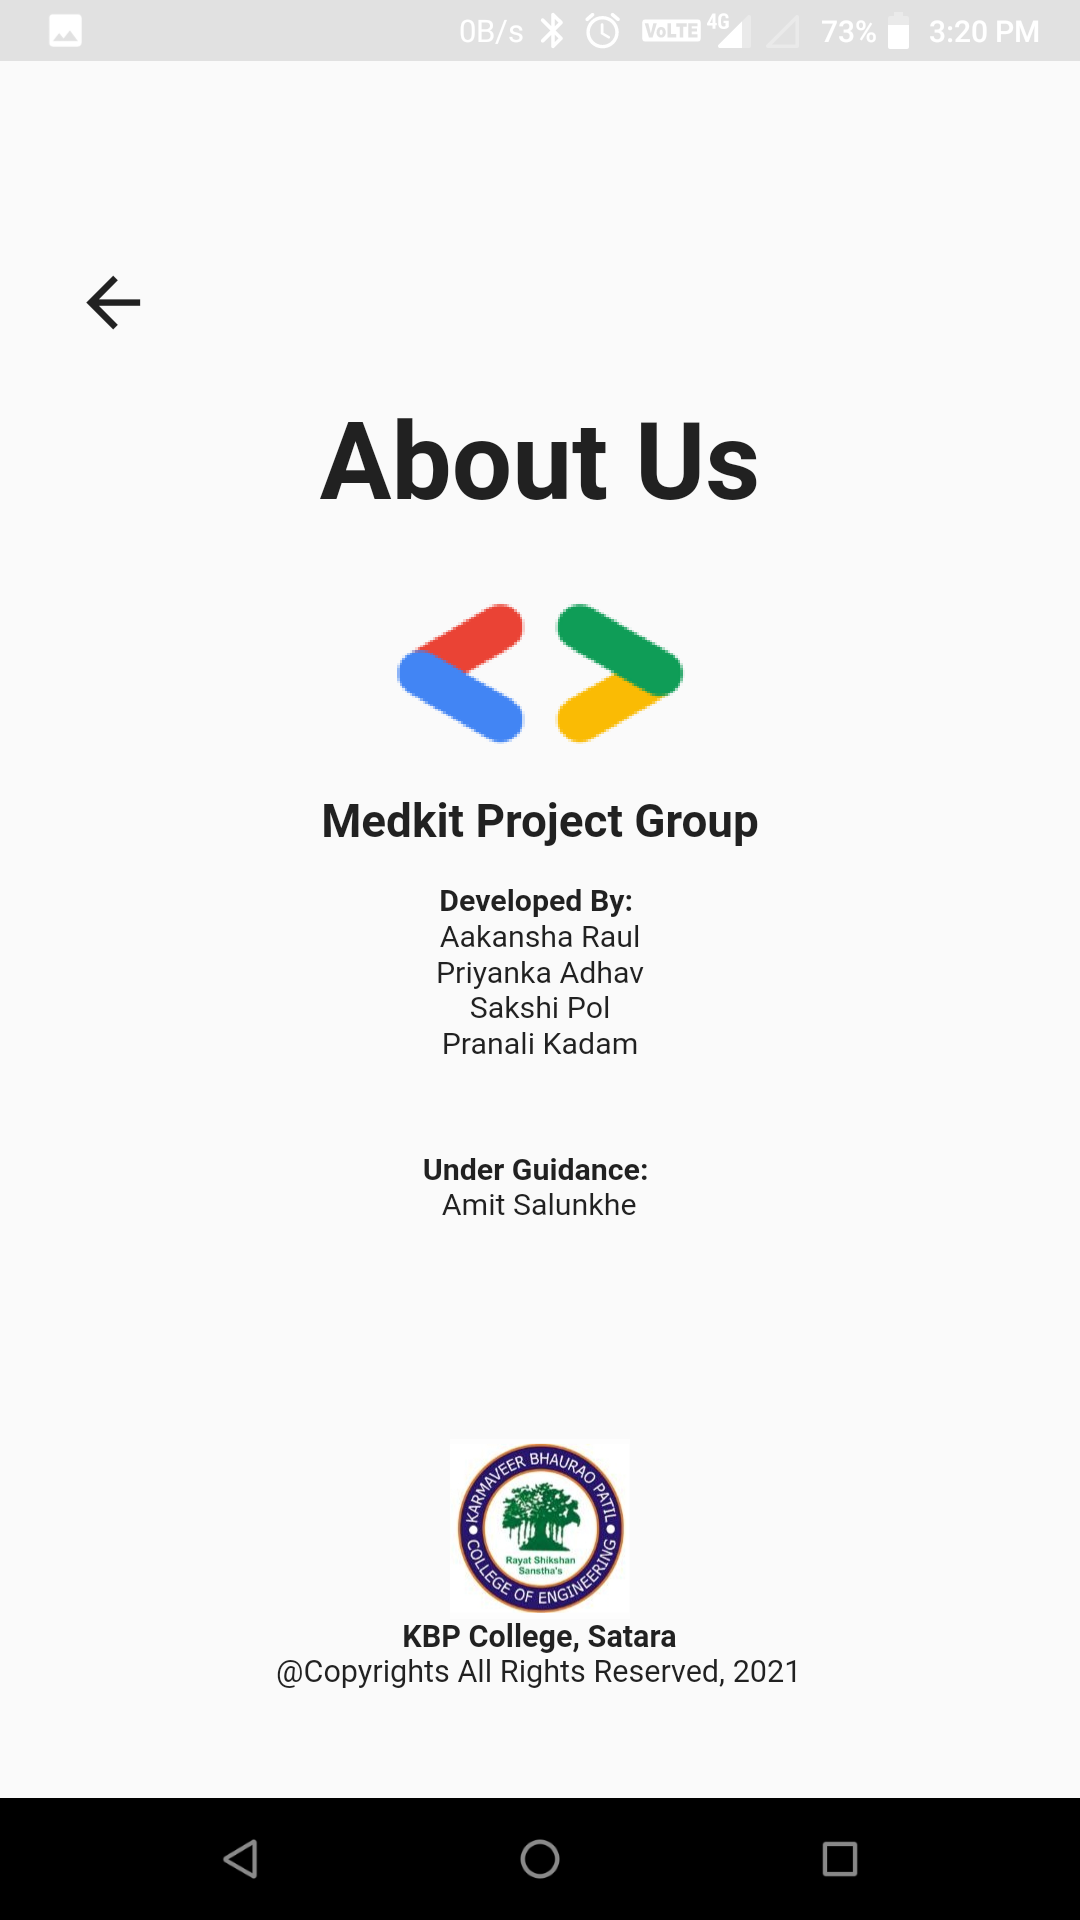 0B/s VoLTE 4G 73% 3:20 PM
About Us
Medkit Project Group
Developed By:
Aakansha Raul
Priyanka Adhav
Sakshi Pol
Pranali Kadam
Under Guidance:
Amit Salunkhe
KARMAVEER BHAURAO PATIL
Rayat Shikshan
Sanstha's
COLLEGE OF ENGINEERING
KBP College, Satara
@Copyrights All Rights Reserved, 2021